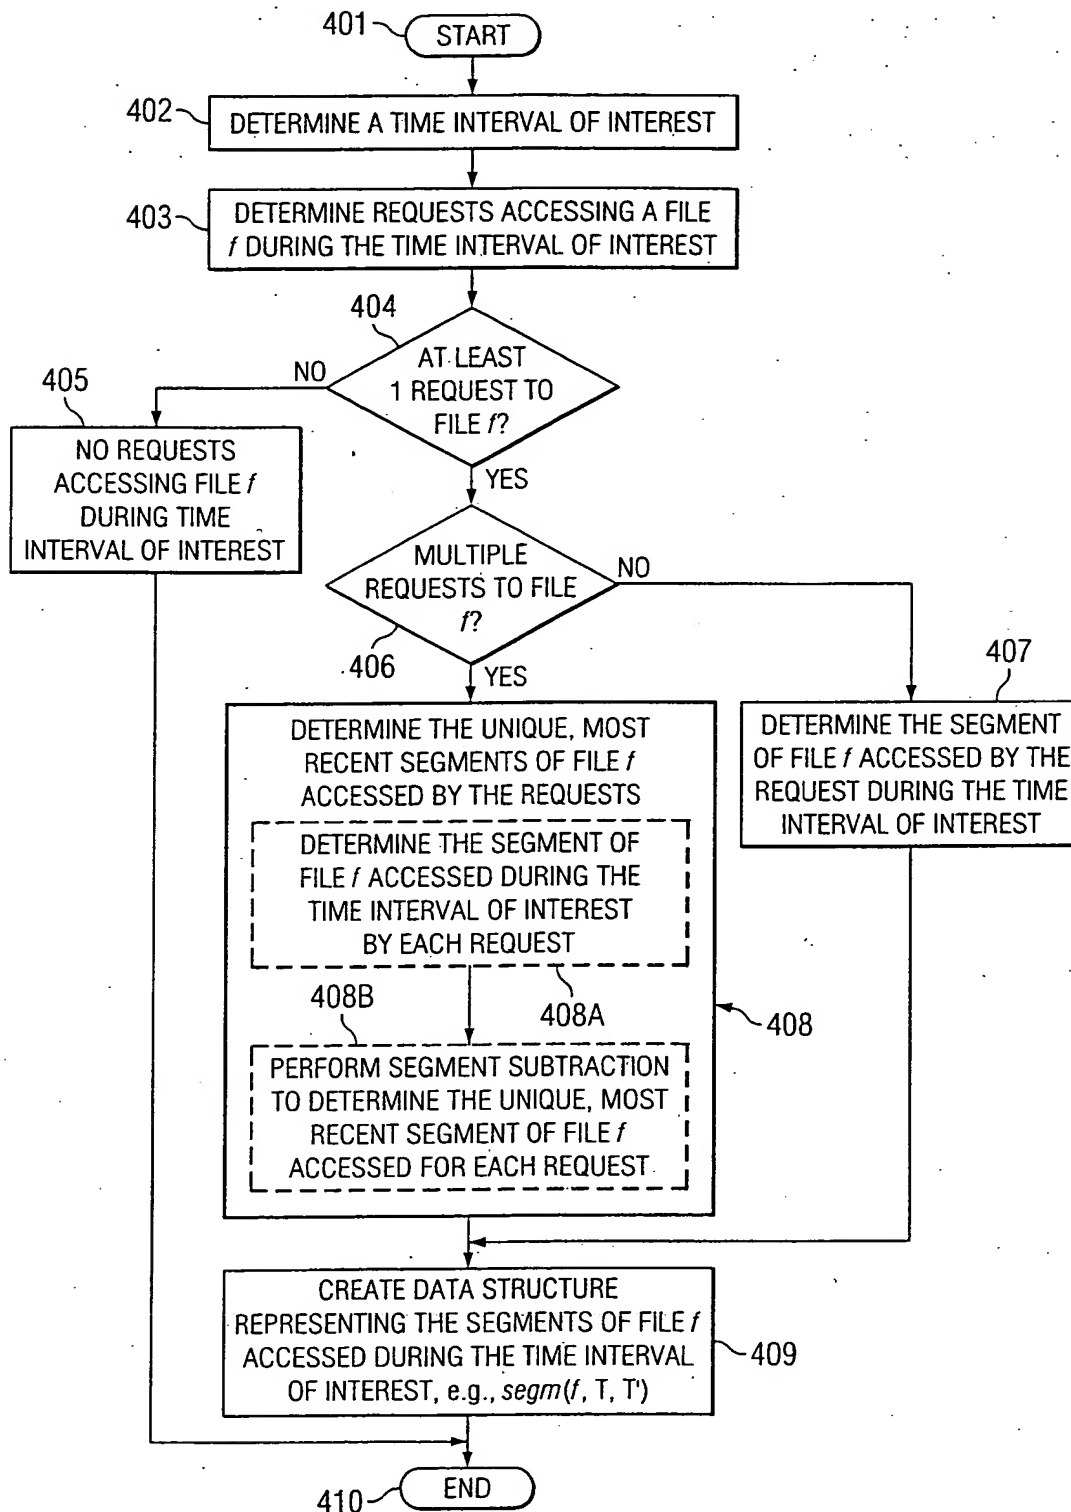 401
START
402
DETERMINE A TIME INTERVAL OF INTEREST
403
DETERMINE REQUESTS ACCESSING A FILE
f DURING THE TIME INTERVAL OF INTEREST
404
AT LEAST
1 REQUEST TO
FILE f?
NO
YES
405
NO REQUESTS
ACCESSING FILE f
DURING TIME
INTERVAL OF INTEREST
MULTIPLE
REQUESTS TO FILE
f?
NO
406
YES
407
DETERMINE THE SEGMENT
OF FILE f ACCESSED BY THE
REQUEST DURING THE TIME
INTERVAL OF INTEREST
DETERMINE THE UNIQUE, MOST
RECENT SEGMENTS OF FILE f
ACCESSED BY THE REQUESTS
DETERMINE THE SEGMENT OF
FILE f ACCESSED DURING THE
TIME INTERVAL OF INTEREST
BY EACH REQUEST
408B
408A
408
PERFORM SEGMENT SUBTRACTION
TO DETERMINE THE UNIQUE, MOST
RECENT SEGMENT OF FILE f
ACCESSED FOR EACH REQUEST
CREATE DATA STRUCTURE
REPRESENTING THE SEGMENTS OF FILE f
ACCESSED DURING THE TIME INTERVAL
OF INTEREST, e.g., segm(f, T, T')
409
END
410